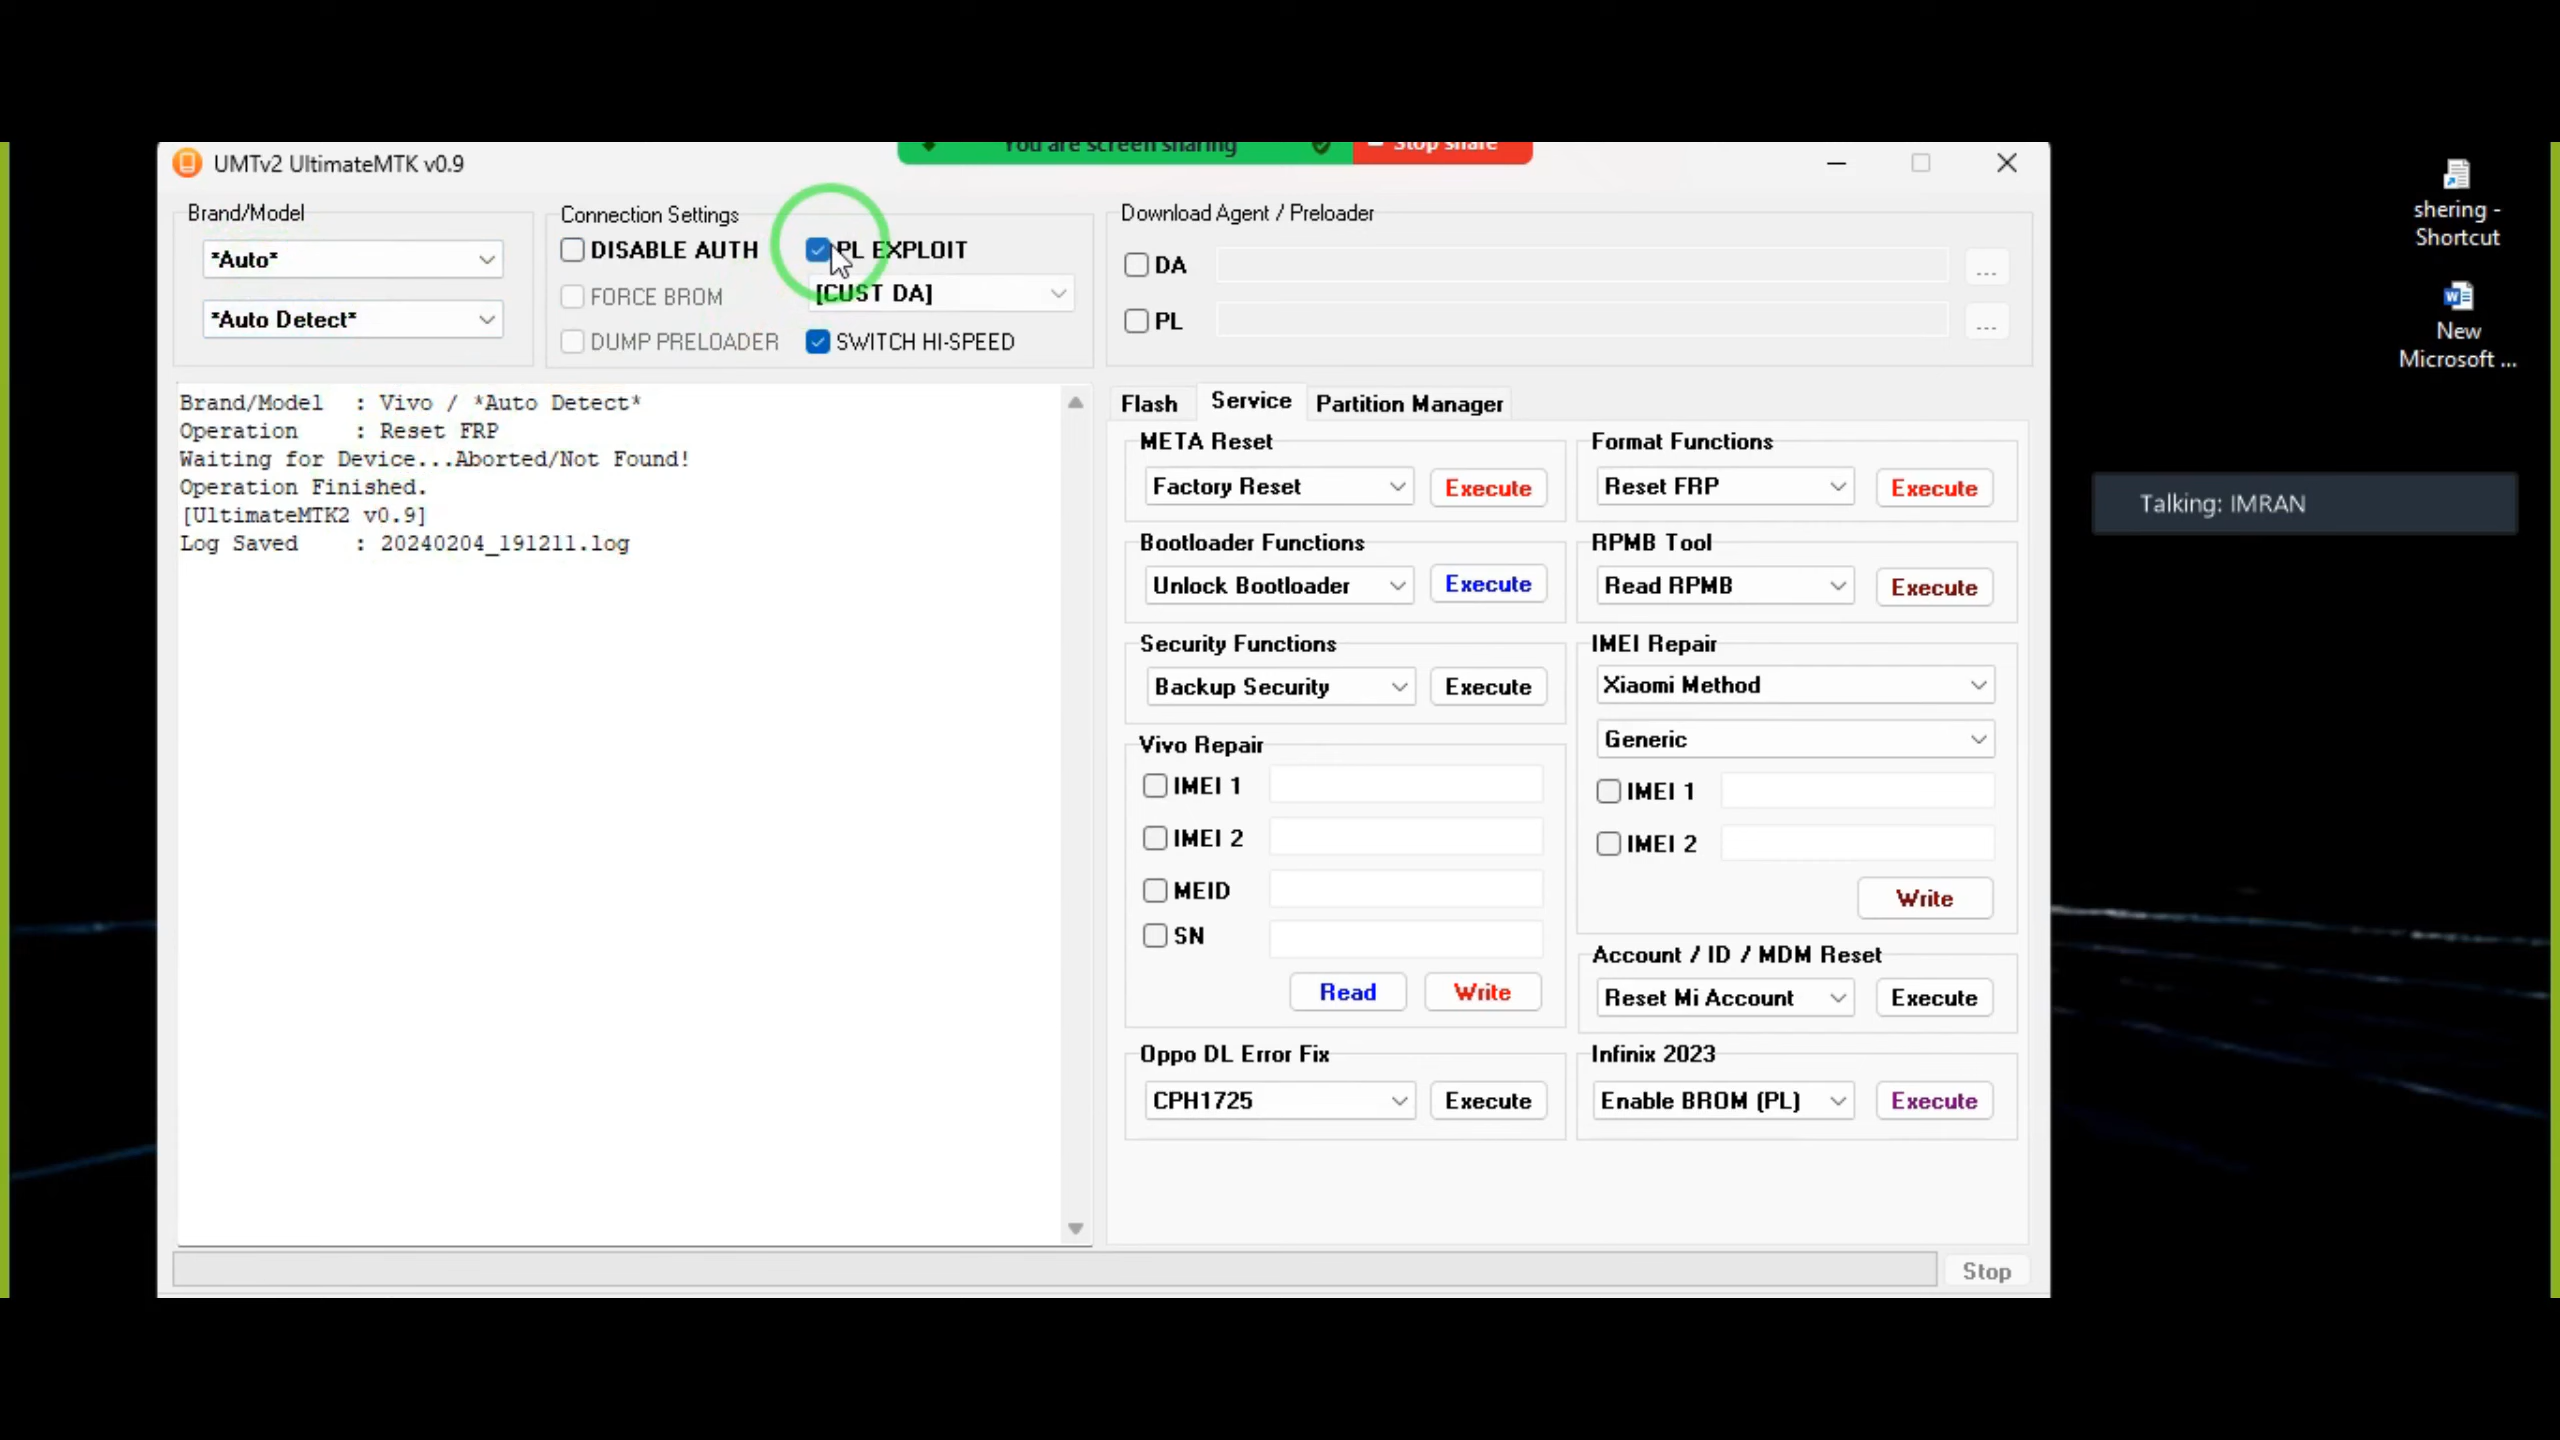 UMTv2 UltimateMTK v0.9
You are screen sharing
Stop share
Brand/Model
*Auto*
*Auto Detect*
Connection Settings
DISABLE AUTH
PL EXPLOIT
FORCE BROM
[CUST DA]
DUMP PRELOADER
SWITCH HI-SPEED
Download Agent / Preloader
DA
...
PL
...
Brand/Model : Vivo / *Auto Detect*
Operation : Reset FRP
Waiting for Device...Aborted/Not Found!
Operation Finished.
[UltimateMTK2 v0.9]
Log Saved : 20240204_191211.log
Flash
Service
Partition Manager
META Reset
Factory Reset
Execute
Format Functions
Reset FRP
Execute
Bootloader Functions
Unlock Bootloader
Execute
RPMB Tool
Read RPMB
Execute
Security Functions
Backup Security
Execute
IMEI Repair
Xiaomi Method
Generic
IMEI 1
IMEI 2
Write
Vivo Repair
IMEI 1
IMEI 2
MEID
SN
Read
Write
Account / ID / MDM Reset
Reset Mi Account
Execute
Oppo DL Error Fix
CPH1725
Execute
Infinix 2023
Enable BROM (PL)
Execute
Stop
shering -
Shortcut
New
Microsoft ...
Talking: IMRAN